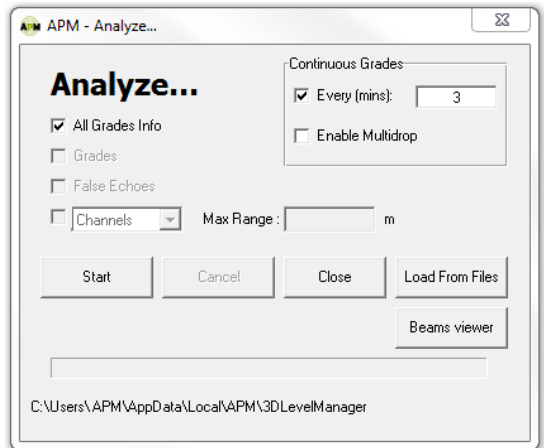 APM APM - Analyze...
Analyze...
Continuous Grades
Every (mins): 3
Enable Multidrop
All Grades Info
Grades
False Echoes
Channels Max Range : m
Start Cancel Close Load From Files
Beams viewer
C:\Users\APM\AppData\Local\APM\3DLevelManager